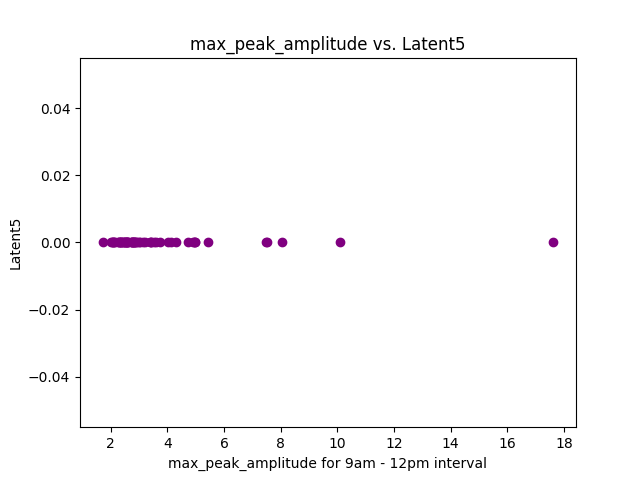 max_peak_amplitude vs. Latent5
0.04
0.02
0.00
−0.02
−0.04
Latent5
2 4 6 8 10 12 14 16 18
max_peak_amplitude for 9am - 12pm interval